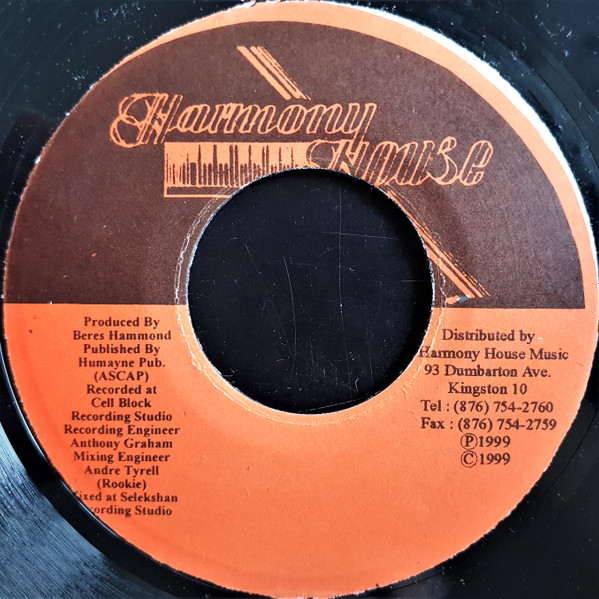 Harmony
House
Produced By
Beres Hammond
Published By
Humayne Pub.
(ASCAP)
Recorded at
Cell Block
Recording Studio
Recording Engineer
Anthony Graham
Mixing Engineer
Andre Tyrell
(Rookie)
ixed at Selekshan
cording Studio
Distributed by
Harmony House Music
93 Dumbarton Ave.
Kingston 10
Tel : (876) 754-2760
Fax : (876) 754-2759
Ⓟ1999
©1999